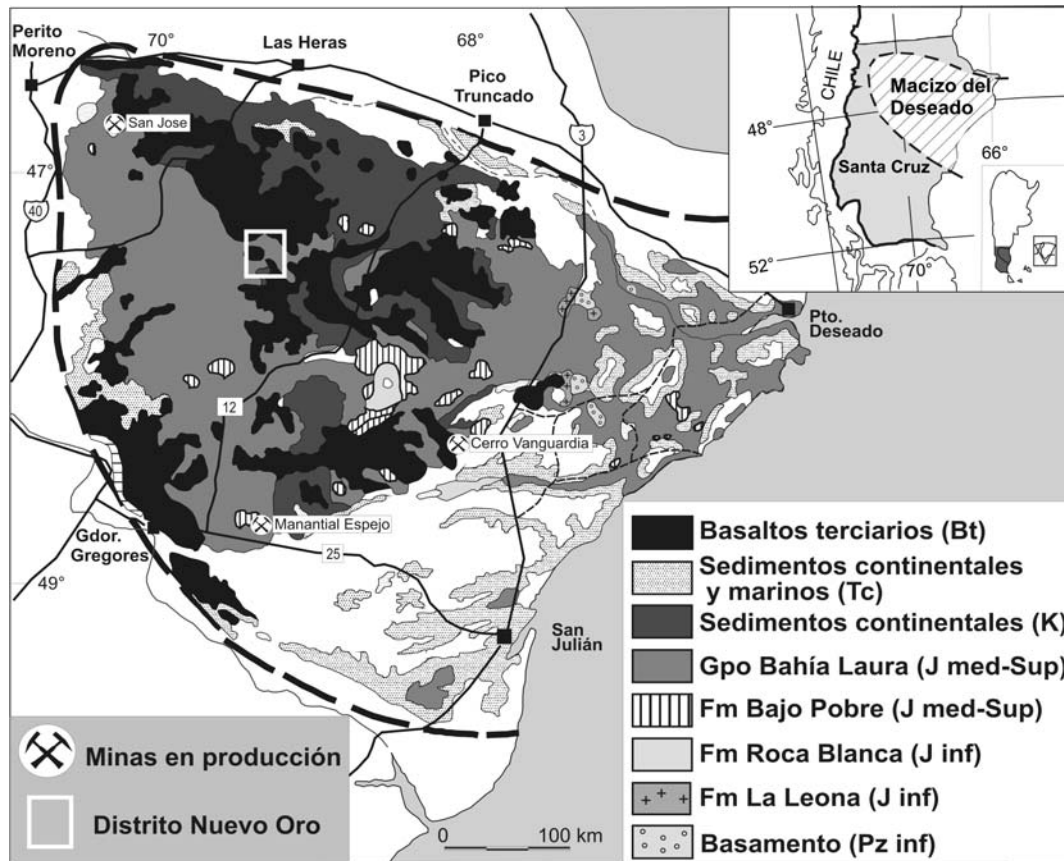 Perito
Moreno
70°
Las Heras
68°
Pico
Truncado
San Jose
3
47°
40
Pto.
Deseado
12
Cerro Vanguardia
Manantial Espejo
Gdor.
Gregores
25
49°
San
Julián
CHILE
Macizo del
Deseado
48°
Santa Cruz
66°
52°
70°
Basaltos terciarios (Bt)
Sedimentos continentales
y marinos (Tc)
Sedimentos continentales (K)
Gpo Bahía Laura (J med-Sup)
Fm Bajo Pobre (J med-Sup)
Fm Roca Blanca (J inf)
Fm La Leona (J inf)
Basamento (Pz inf)
Minas en producción
Distrito Nuevo Oro
0 100 km